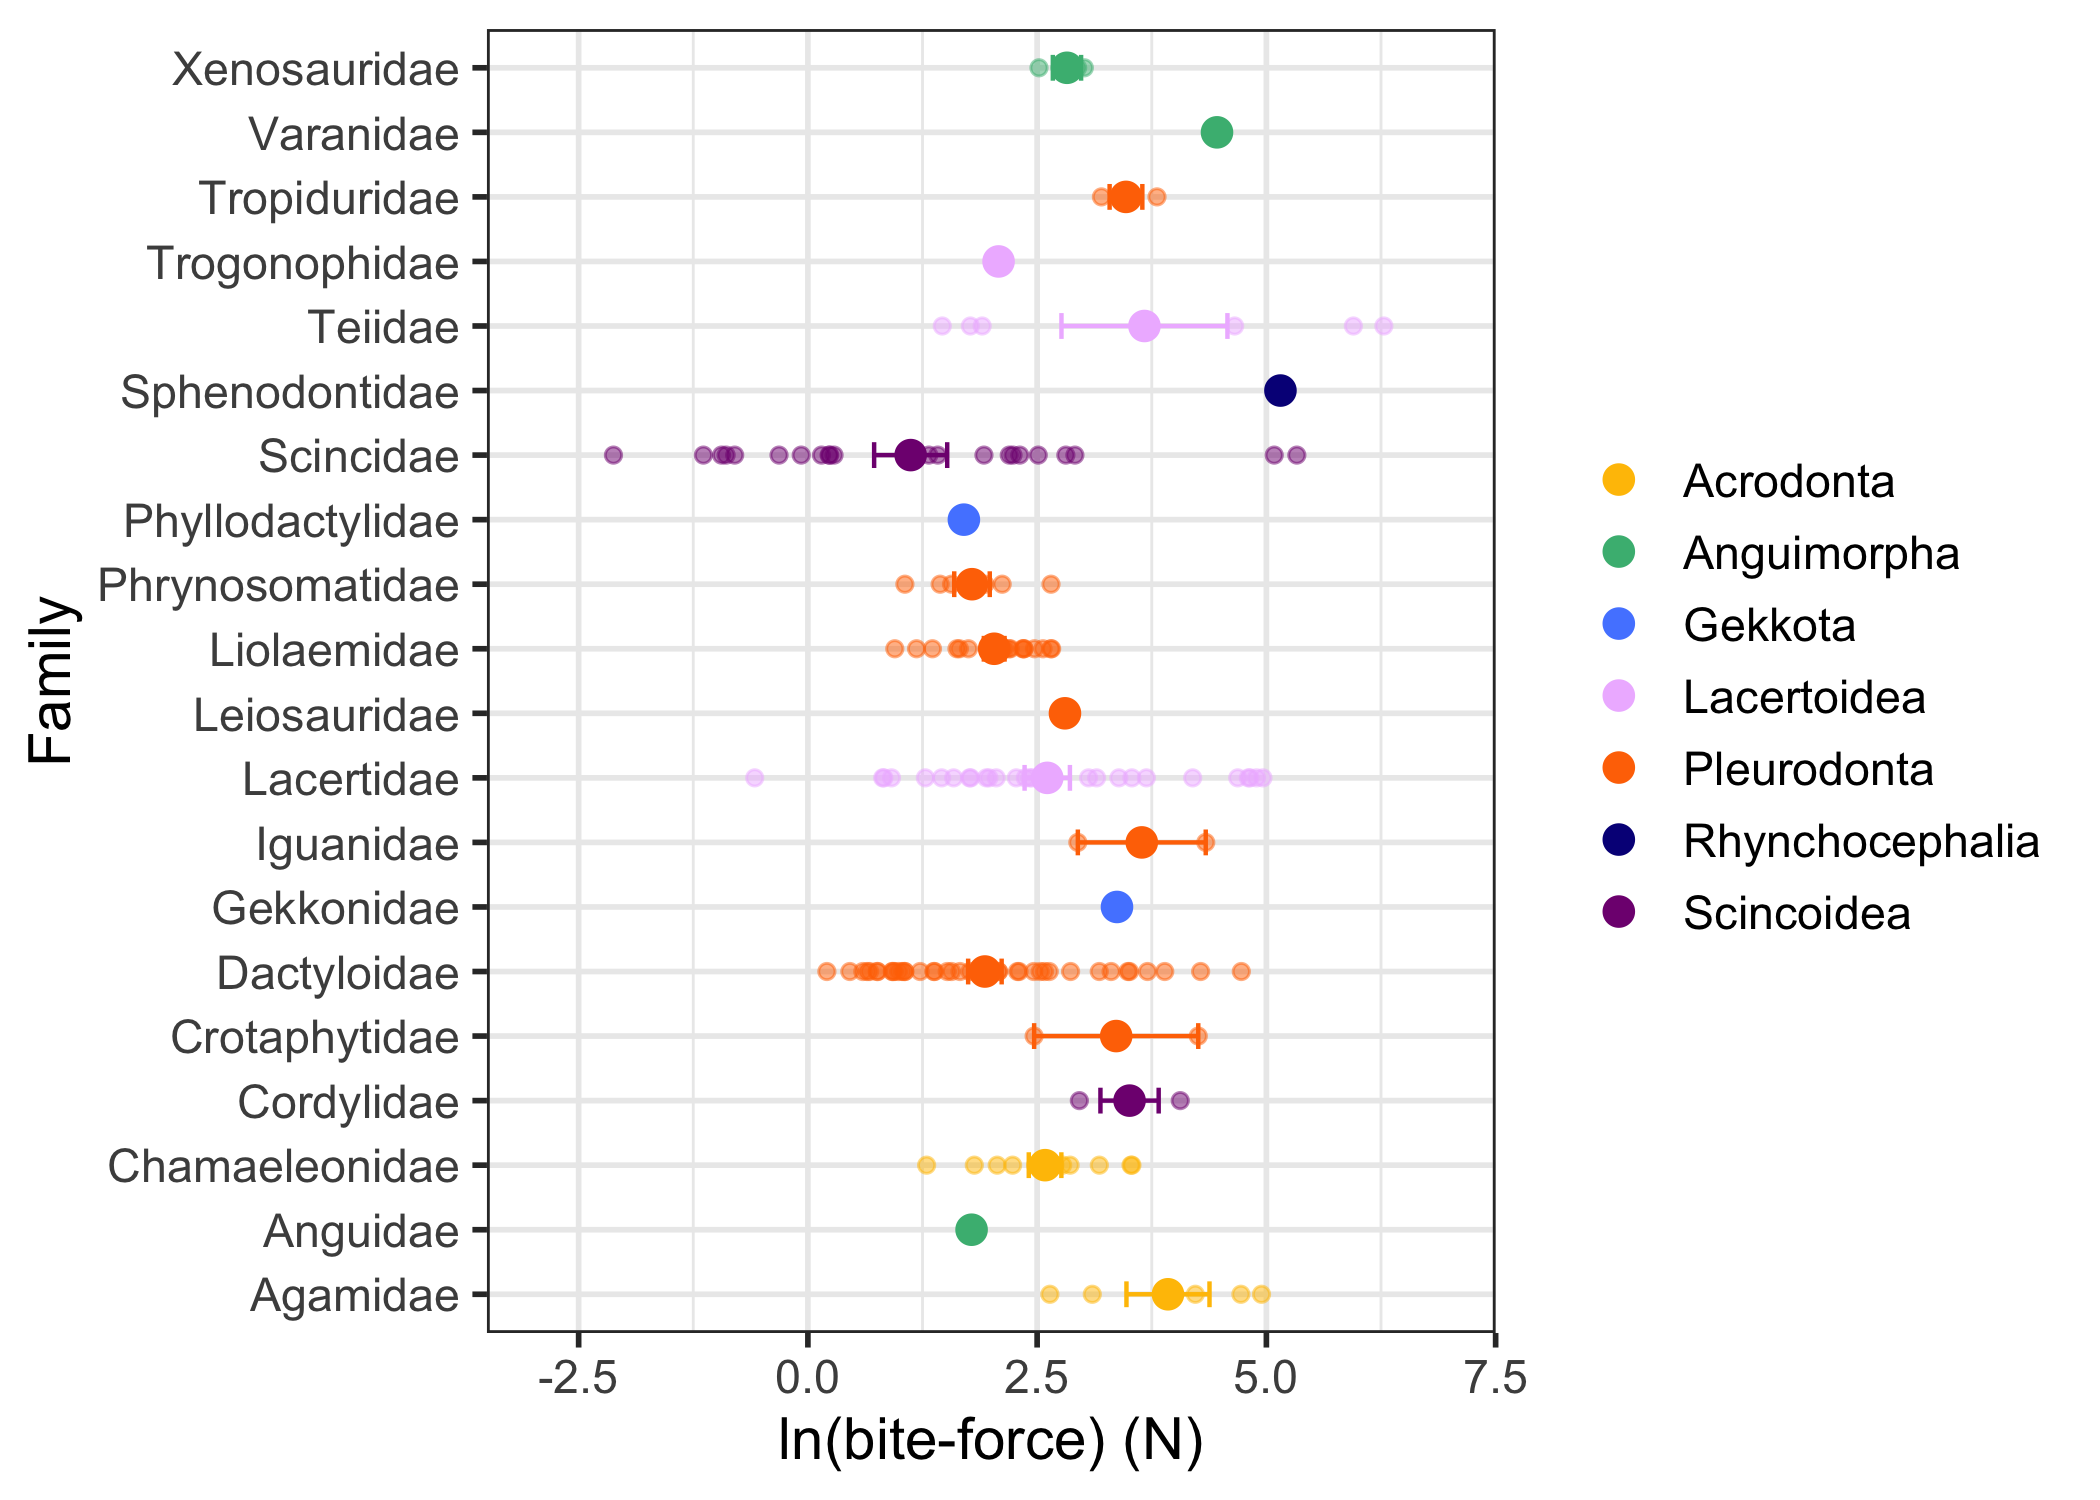 Xenosauridae
Varanidae
Tropiduridae
Trogonophidae
Teiidae
Sphenodontidae
Scincidae
Phyllodactylidae
Phrynosomatidae
Liolaemidae
Leiosauridae
Lacertidae
Iguanidae
Gekkonidae
Dactyloidae
Crotaphytidae
Cordylidae
Chamaeleonidae
Anguidae
Agamidae
Family
-2.5 0.0 2.5 5.0 7.5
ln(bite-force) (N)
Acrodonta
Anguimorpha
Gekkota
Lacertoidea
Pleurodonta
Rhynchocephalia
Scincoidea